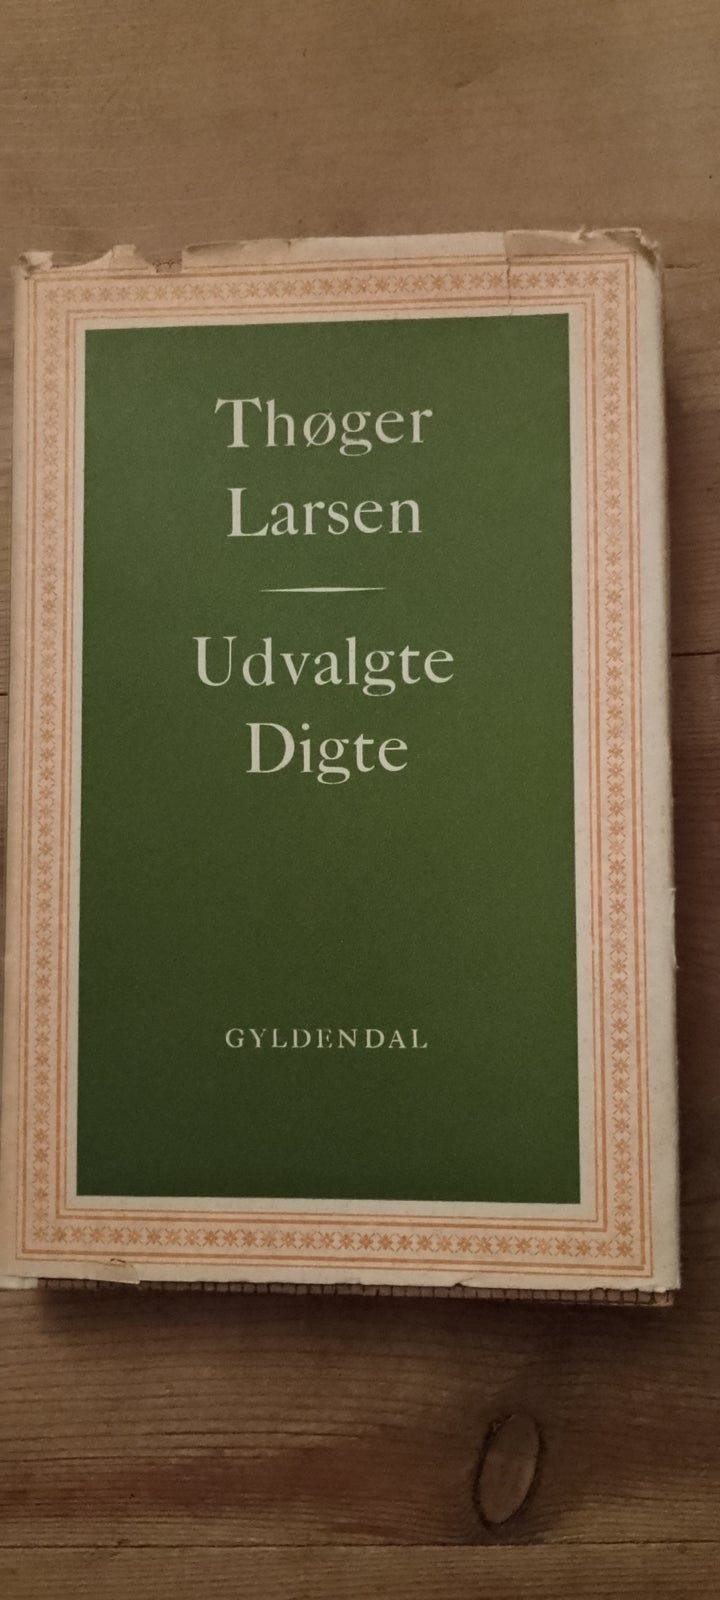 Thøger
Larsen
Udvalgte
Digte
GYLDENDAL